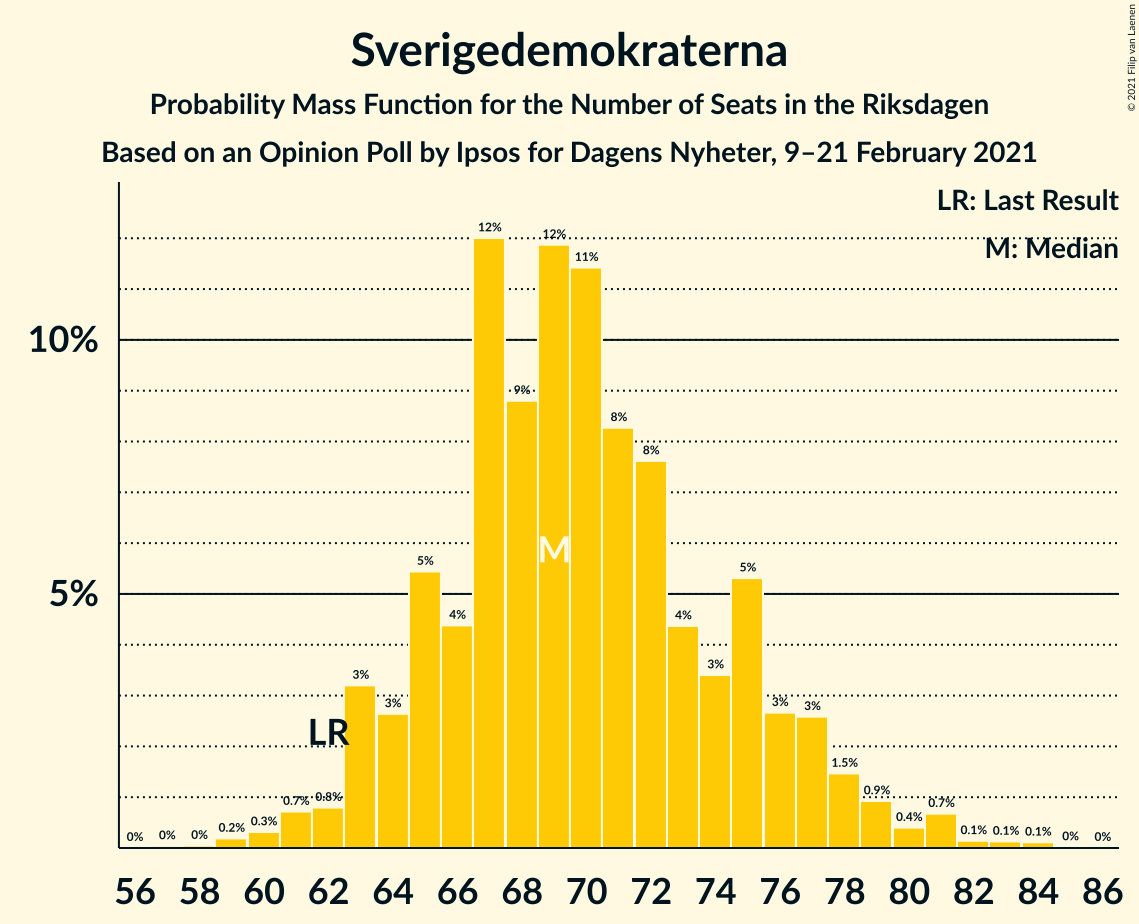 Sverigedemokraterna
Probability Mass Function for the Number of Seats in the Riksdagen
Based on an Opinion Poll by Ipsos for Dagens Nyheter, 9–21 February 2021
© 2021 Filip van Laenen
LR: Last Result
M: Median
10%
5%
0% 0% 0% 0.2% 0.3% 0.7% 0.8% 3% 3% 5% 4% 12% 9% 12% 11% 8% 8% 4% 3% 5% 3% 3% 1.5% 0.9% 0.4% 0.7% 0.1% 0.1% 0.1% 0% 0%
M
LR
56 58 60 62 64 66 68 70 72 74 76 78 80 82 84 86